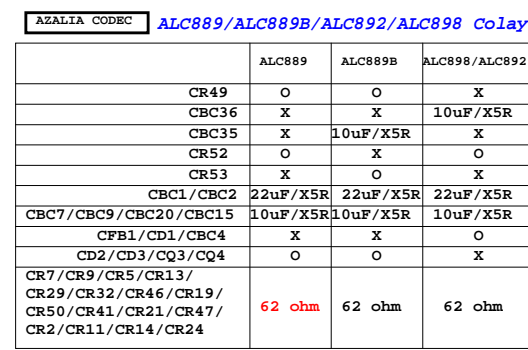 AZALIA CODEC ALC889/ALC889B/ALC892/ALC898 Colay
ALC889 ALC889B ALC898/ALC892
CR49 O O X
CBC36 X X 10uF/X5R
CBC35 X 10uF/X5R X
CR52 O X O
CR53 X O X
CBC1/CBC2 22uF/X5R 22uF/X5R 22uF/X5R
CBC7/CBC9/CBC20/CBC15 10uF/X5R 10uF/X5R 10uF/X5R
CFB1/CD1/CBC4 X X O
CD2/CD3/CQ3/CQ4 O O X
CR7/CR9/CR5/CR13/
CR29/CR32/CR46/CR19/
CR50/CR41/CR21/CR47/ 62 ohm 62 ohm 62 ohm
CR2/CR11/CR14/CR24